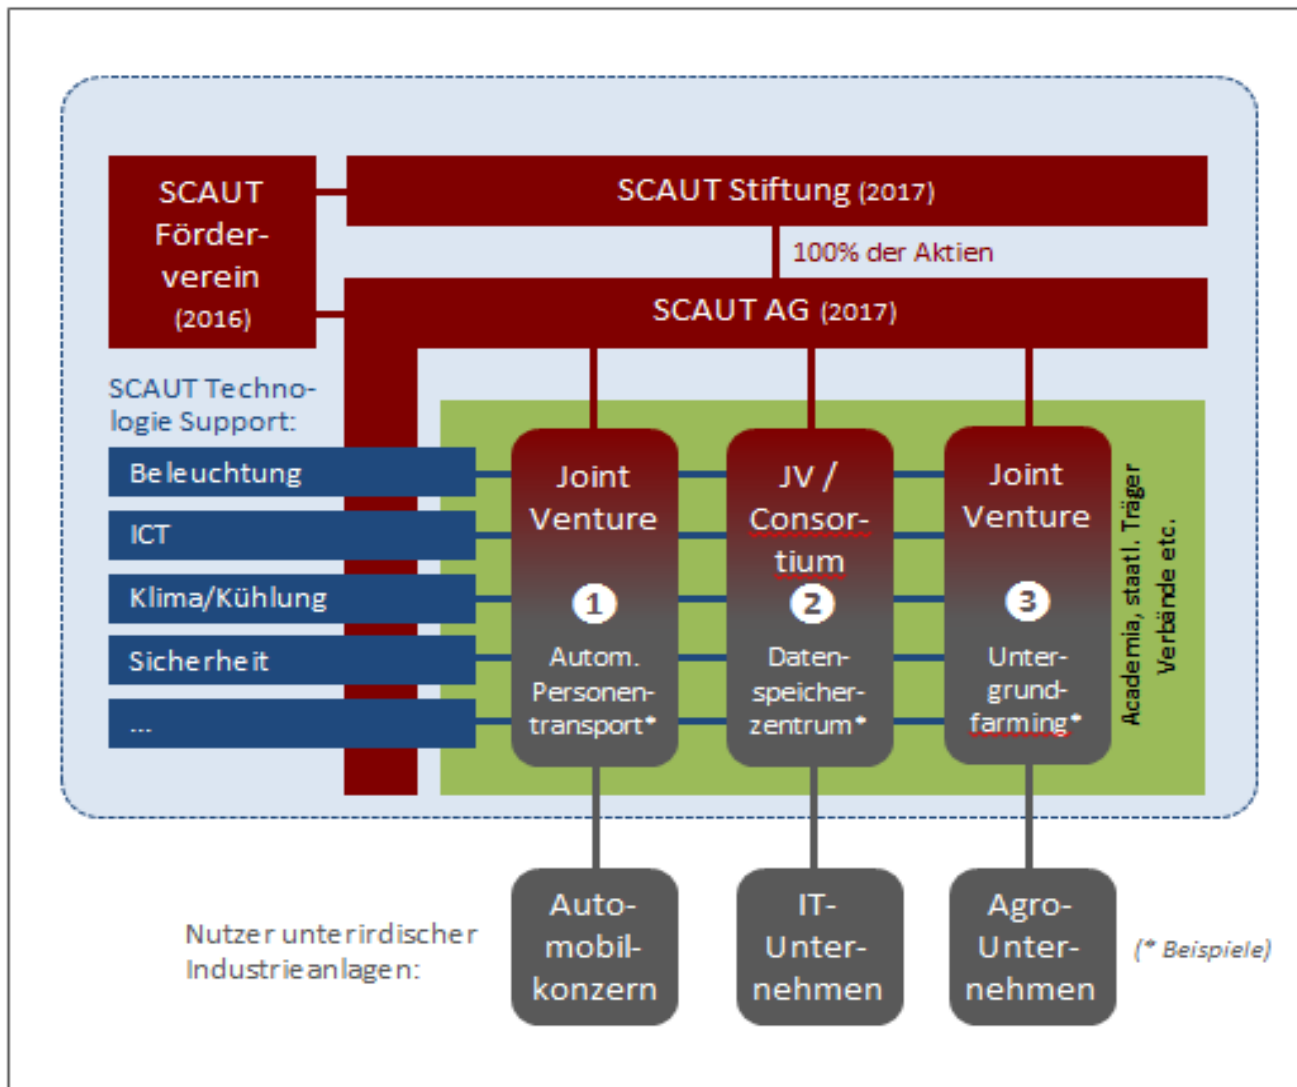 SCAUT
Förder-
verein
(2016)
SCAUT Stiftung (2017)
100% der Aktien
SCAUT AG (2017)
SCAUT Techno-
logie Support:
Beleuchtung
ICT
Klima/Kühlung
Sicherheit
...
Joint
Venture
1
Autom.
Personen-
transport*
JV /
Consor-
tium
2
Daten-
speicher-
zentrum*
Joint
Venture
3
Unter-
grund-
farming*
Academia, staatl. Träger
Verbände etc.
Nutzer unterirdischer
Industrieanlagen:
Auto-
mobil-
konzern
IT-
Unter-
nehmen
Agro-
Unter-
nehmen
(* Beispiele)